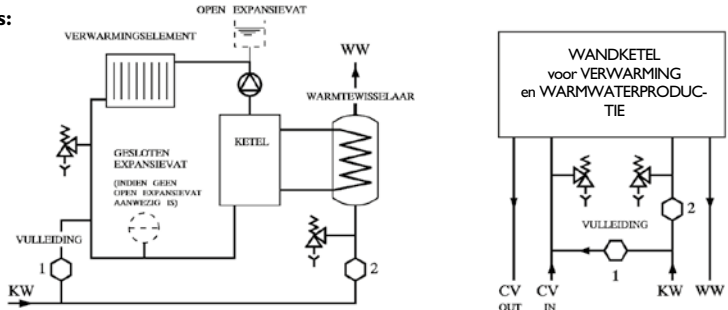 s:
OPEN EXPANSIEVAT
VERWARMINGSELEMENT
WW
WARMTEWISSELAAR
KETEL
GESLOTEN
EXPANSIEVAT
(INDIEN GEEN
OPEN EXPANSIEVAT
AANWEZIG IS)
VULLEIDING
1
2
KW
WANDKETEL
voor VERWARMING
en WARMWATERPRODUC-
TIE
2
VULLEIDING
1
CV
OUT
CV
IN
KW
WW